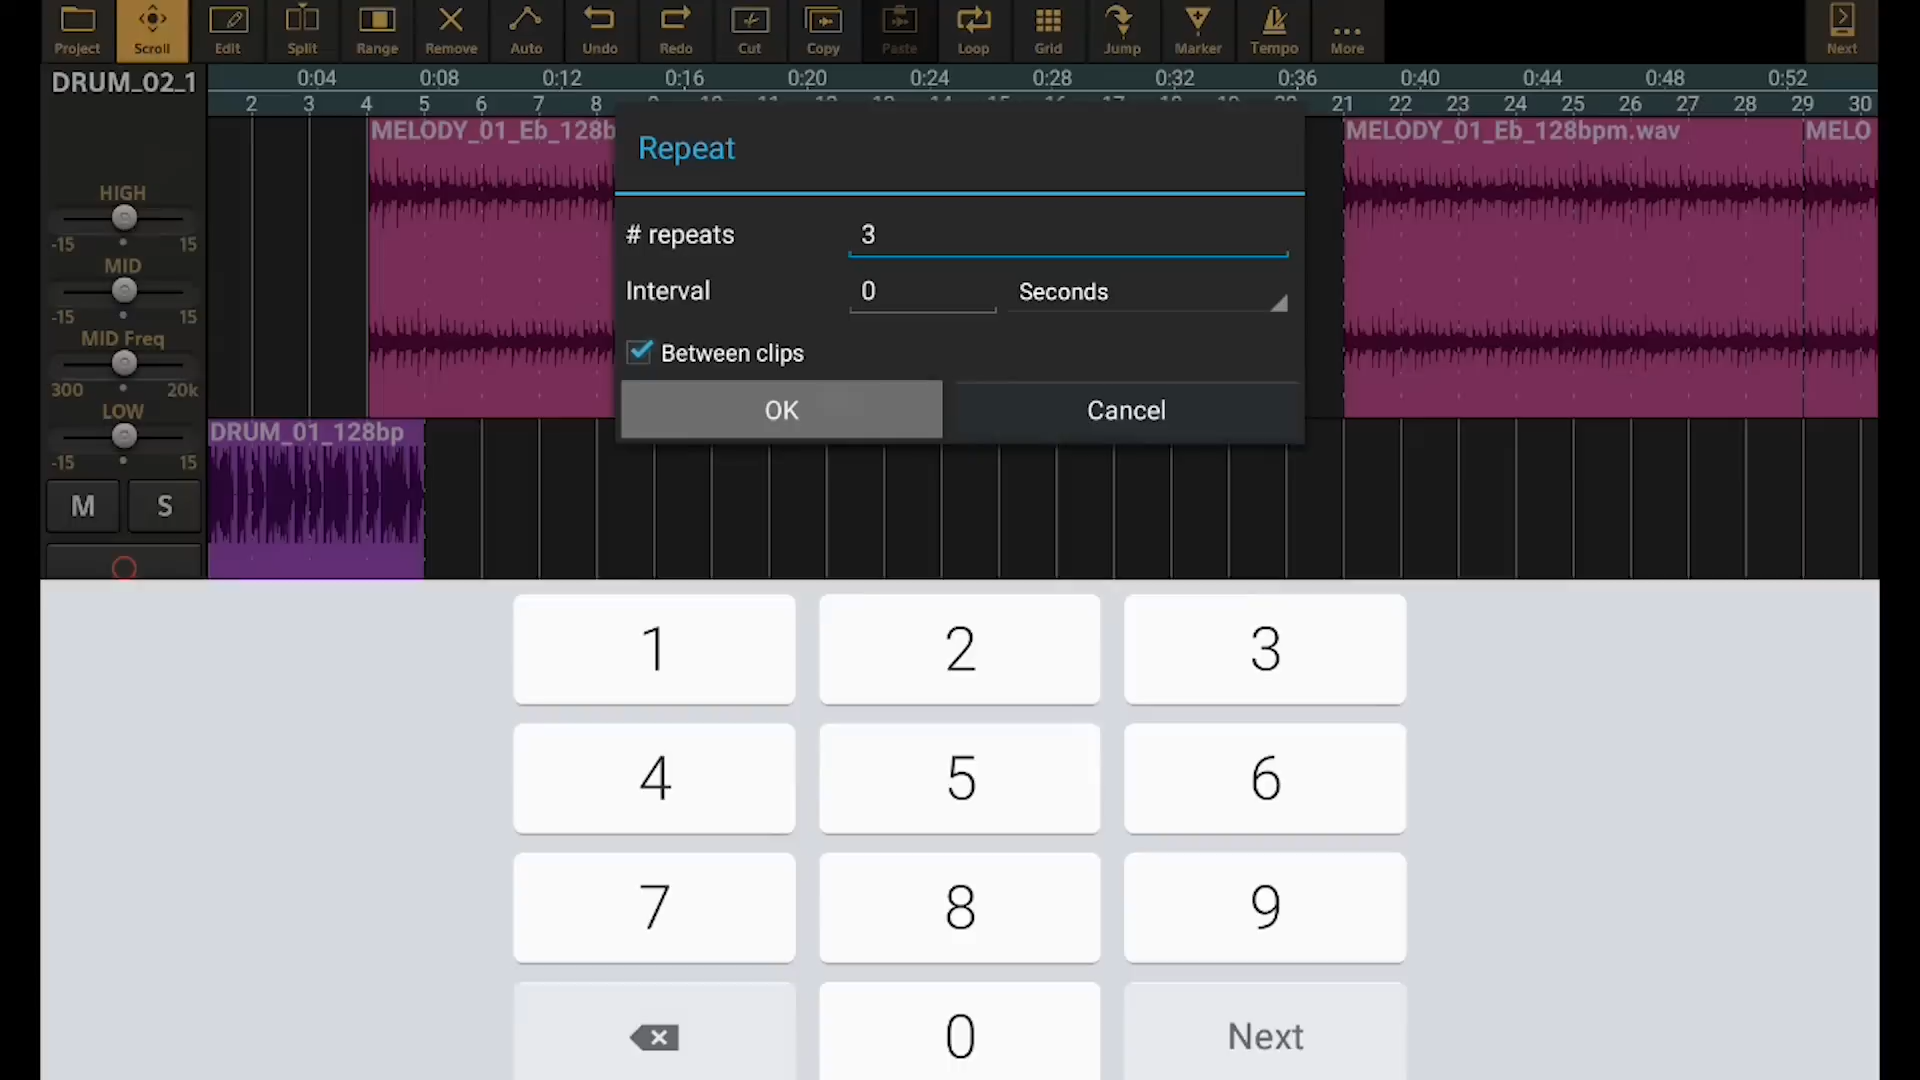 Project Scroll Edit Split Range Remove Auto Undo Redo Cut Copy Paste Loop Grid Jump Marker Tempo More Next
DRUM_02_1
0:04 0:08 0:12 0:16 0:20 0:24 0:28 0:32 0:36 0:40 0:44 0:48 0:52
2 3 4 5 6 7 8 21 22 23 24 25 26 27 28 29 30
MELODY_01_Eb_128b
MELODY_01_Eb_128bpm.wav
MELO
Repeat
# repeats 3
Interval 0 Seconds
Between clips
OK Cancel
HIGH
-15 15
MID
-15 15
MID Freq
300 20k
LOW
-15 15
M S
DRUM_01_128bp
1 2 3
4 5 6
7 8 9
0 Next